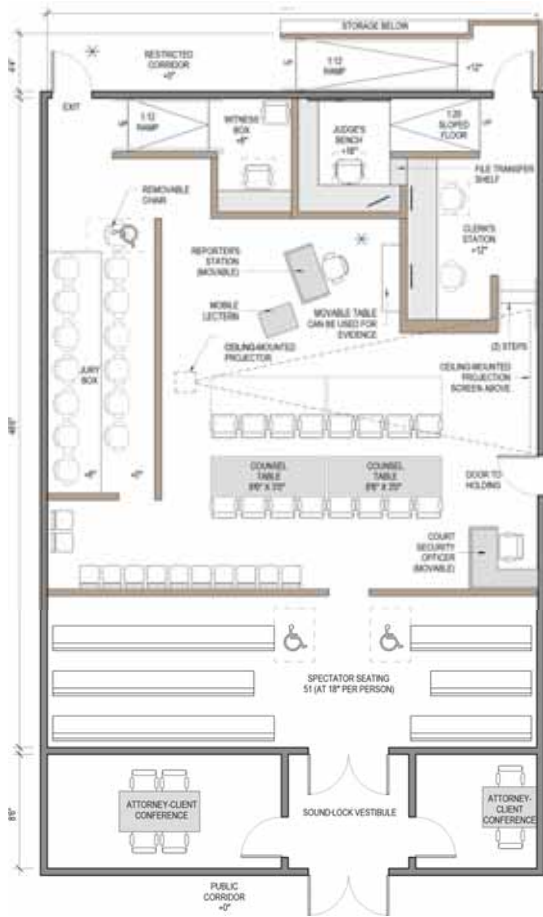 STORAGE BELOW
RESTRICTED
CORRIDOR
+0"
UP
1:12
RAMP
+12"
4'4"
EXIT
UP
1:12
RAMP
WITNESS
BOX
+6"
JUDGE'S
BENCH
+18"
1:20
SLOPED
FLOOR
UP
FILE TRANSFER
SHELF
REMOVABLE
CHAIR
CLERK'S
STATION
+12"
REPORTER'S
STATION
(MOVABLE)
MOBILE
LECTERN
MOVABLE TABLE
CAN BE USED FOR
EVIDENCE
CEILING-MOUNTED
PROJECTOR
(2) STEPS
CEILING-MOUNTED
PROJECTION
SCREEN ABOVE
JURY
BOX
COUNSEL
TABLE
COUNSEL
TABLE
DOOR TO
HOLDING
COURT
SECURITY
OFFICER
(MOVABLE)
SPECTATOR SEATING
51 (AT 18" PER PERSON)
8'6"
ATTORNEY-CLIENT
CONFERENCE
SOUND-LOCK VESTIBULE
ATTORNEY-
CLIENT
CONFERENCE
PUBLIC
CORRIDOR
+0"